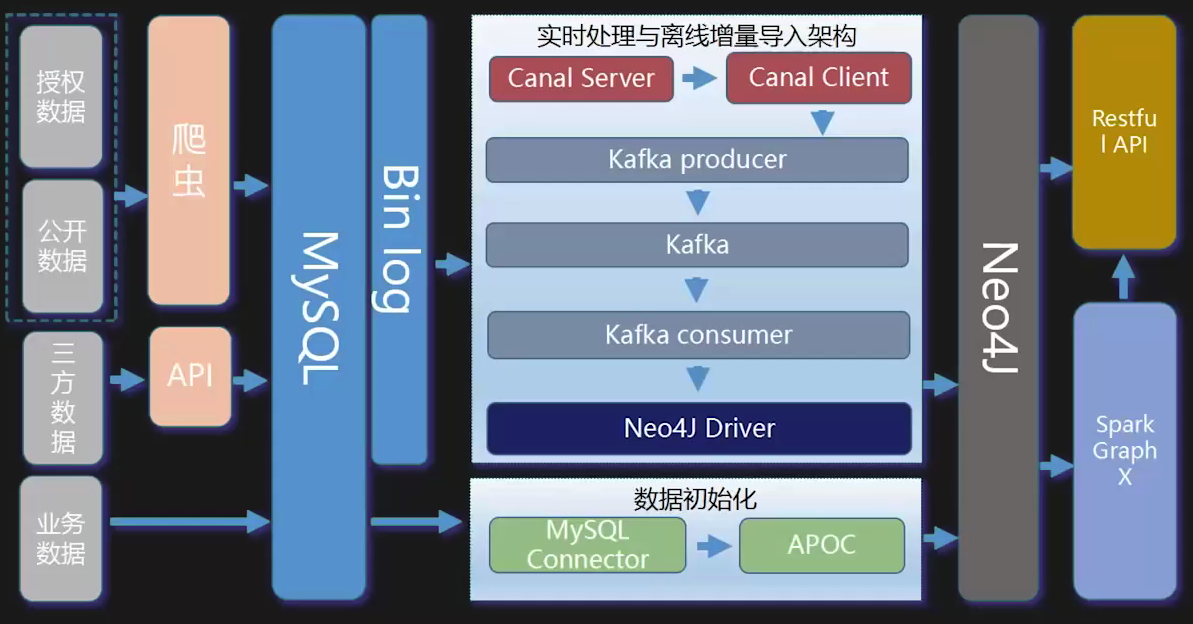 授权
数据
公开
数据
三
方
数
据
业务
数据
爬
虫
API
MySQL
Bin log
实时处理与离线增量导入架构
Canal Server
Canal Client
Kafka producer
Kafka
Kafka consumer
Neo4J Driver
数据初始化
MySQL
Connector
APOC
Neo4J
Restfu
l API
Spark
Graph
X